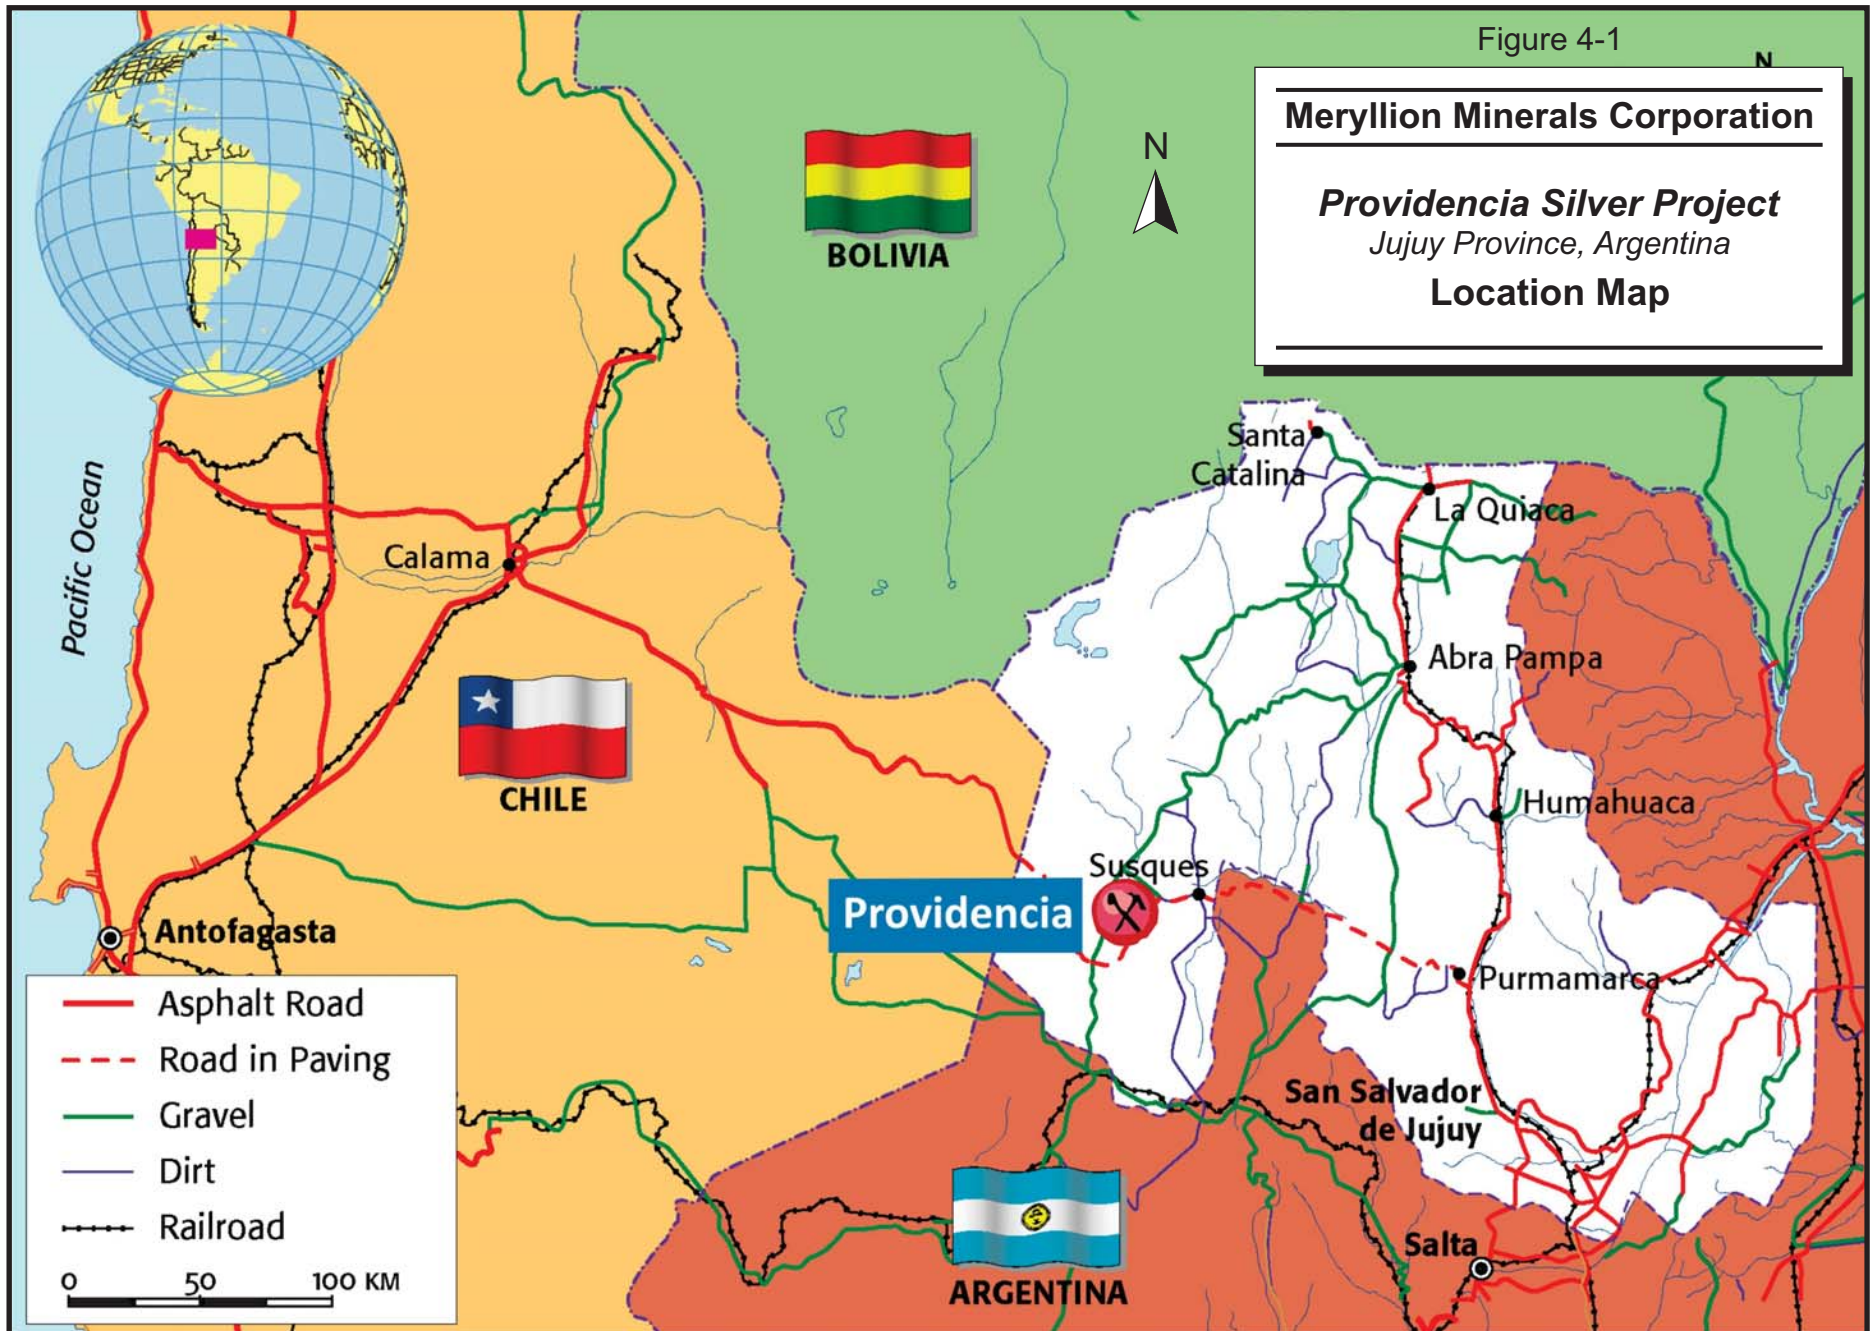 Figure 4-1
N
Meryllion Minerals Corporation
Providencia Silver Project
Jujuy Province, Argentina
Location Map
N
BOLIVIA
Pacific Ocean
Santa
Catalina
La Quiaca
Calama
Abra Pampa
CHILE
Humahuaca
Susques
Providencia
Antofagasta
Purmamarca
San Salvador
de Jujuy
Salta
ARGENTINA
Asphalt Road
Road in Paving
Gravel
Dirt
Railroad
0 50 100 KM